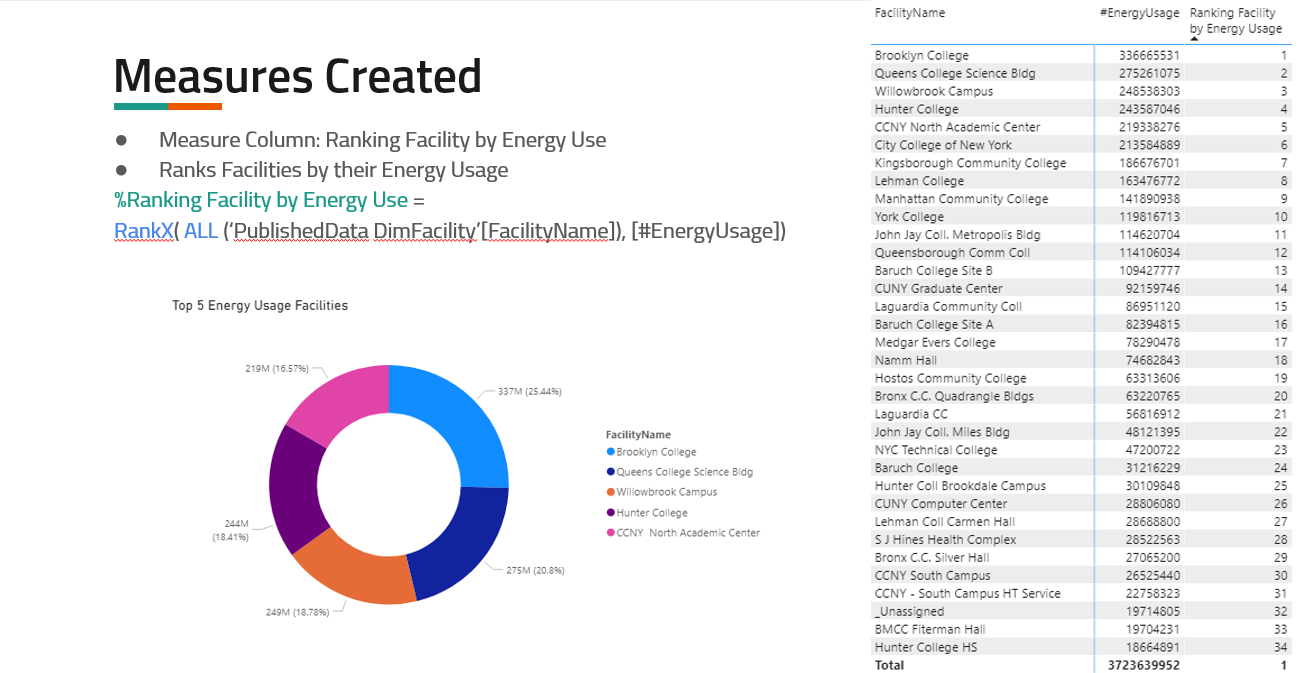 Measures Created
● Measure Column: Ranking Facility by Energy Use
● Ranks Facilities by their Energy Usage
%Ranking Facility by Energy Use =
RankX( ALL (‘PublishedData DimFacility’[FacilityName]), [#EnergyUsage])
Top 5 Energy Usage Facilities
219M (16.57%)
337M (25.44%)
244M
(18.41%)
275M (20.8%)
249M (18.78%)
FacilityName
Brooklyn College
Queens College Science Bldg
Willowbrook Campus
Hunter College
CCNY North Academic Center
FacilityName #EnergyUsage Ranking Facility
by Energy Usage
Brooklyn College 336665531 1
Queens College Science Bldg 275261075 2
Willowbrook Campus 248538303 3
Hunter College 243587046 4
CCNY North Academic Center 219338276 5
City College of New York 213584889 6
Kingsborough Community College 186676701 7
Lehman College 163476772 8
Manhattan Community College 141890938 9
York College 119816713 10
John Jay Coll. Metropolis Bldg 114620704 11
Queensborough Comm Coll 114106034 12
Baruch College Site B 109427777 13
CUNY Graduate Center 92159746 14
Laguardia Community Coll 86951120 15
Baruch College Site A 82394815 16
Medgar Evers College 78290478 17
Namm Hall 74682843 18
Hostos Community College 63313606 19
Bronx C.C. Quadrangle Bldgs 63220765 20
Laguardia CC 56816912 21
John Jay Coll. Miles Bldg 48121395 22
NYC Technical College 47200722 23
Baruch College 31216229 24
Hunter Coll Brookdale Campus 30109848 25
CUNY Computer Center 28806080 26
Lehman Coll Carmen Hall 28688800 27
S J Hines Health Complex 28522563 28
Bronx C.C. Silver Hall 27065200 29
CCNY South Campus 26525440 30
CCNY - South Campus HT Service 22758323 31
_Unassigned 19714805 32
BMCC Fiterman Hall 19704231 33
Hunter College HS 18664891 34
Total 3723639952 1